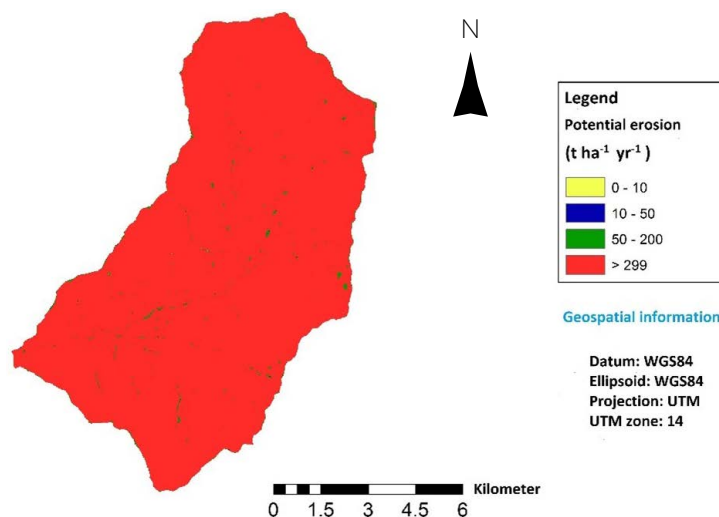 N
Legend
Potential erosion
(t ha⁻¹ yr⁻¹)
0 - 10
10 - 50
50 - 200
> 299
Geospatial information
Datum: WGS84
Ellipsoid: WGS84
Projection: UTM
UTM zone: 14
Kilometer
0 1.5 3 4.5 6